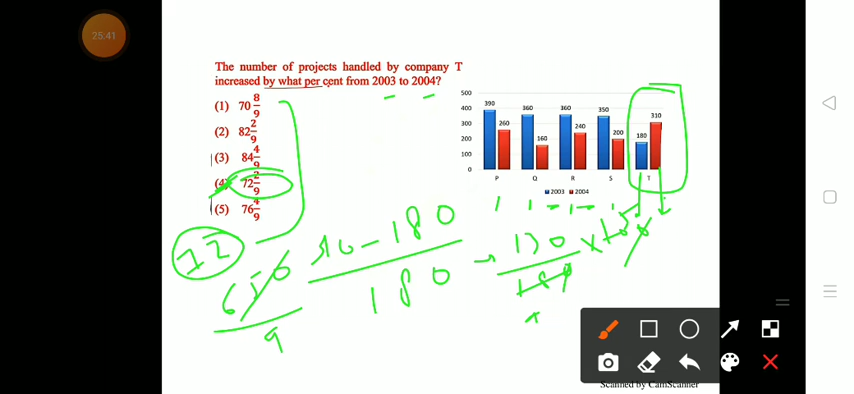 25:41
The number of projects handled by company T
increased by what per cent from 2003 to 2004?
(1) 70 8/9
(2) 82 2/9
(3) 84 4/9
(4) 72 2/9
(5) 76 4/9
500
400
300
200
100
0
390 260
360 160
360 240
350 200
180 310
P Q R S T
2003 2004
72
310 - 180
180
130
180
650
9
Scanned by CamScanner